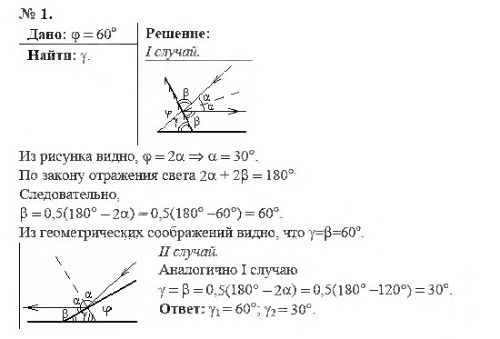 № 1.
Дано: φ = 60°
Найти: γ.
Решение:
I случай.
β α α
φ γ β
Из рисунка видно, φ = 2α ⇒ α = 30°.
По закону отражения света 2α + 2β = 180°
Следовательно,
β = 0,5(180° − 2α) = 0,5(180° − 60°) = 60°.
Из геометрических соображений видно, что γ=β=60°.
α α
β γ φ
II случай.
Аналогично I случаю
γ = β = 0,5(180° − 2α) = 0,5(180° − 120°) = 30°.
Ответ: γ₁ = 60°; γ₂ = 30°.